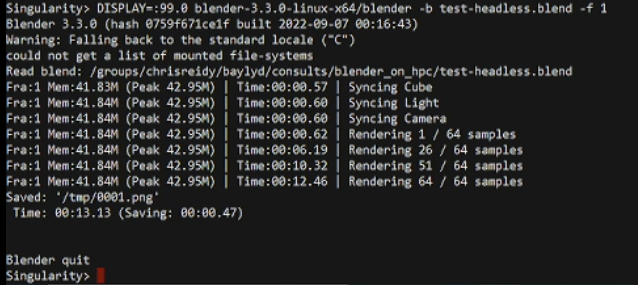 Singularity> DISPLAY=:99.0 blender-3.3.0-linux-x64/blender -b test-headless.blend -f 1
Blender 3.3.0 (hash 0759f671ce1f built 2022-09-07 00:16:43)
Warning: Falling back to the standard locale ("C")
could not get a list of mounted file-systems
Read blend: /groups/chrisreidy/baylyd/consults/blender_on_hpc/test-headless.blend
Fra:1 Mem:41.83M (Peak 42.95M) | Time:00:00.57 | Syncing Cube
Fra:1 Mem:41.84M (Peak 42.95M) | Time:00:00.60 | Syncing Light
Fra:1 Mem:41.84M (Peak 42.95M) | Time:00:00.60 | Syncing Camera
Fra:1 Mem:41.84M (Peak 42.95M) | Time:00:00.62 | Rendering 1 / 64 samples
Fra:1 Mem:41.84M (Peak 42.95M) | Time:00:06.19 | Rendering 26 / 64 samples
Fra:1 Mem:41.84M (Peak 42.95M) | Time:00:10.32 | Rendering 51 / 64 samples
Fra:1 Mem:41.84M (Peak 42.95M) | Time:00:12.46 | Rendering 64 / 64 samples
Saved: '/tmp/0001.png'
Time: 00:13.13 (Saving: 00:00.47)
Blender quit
Singularity>